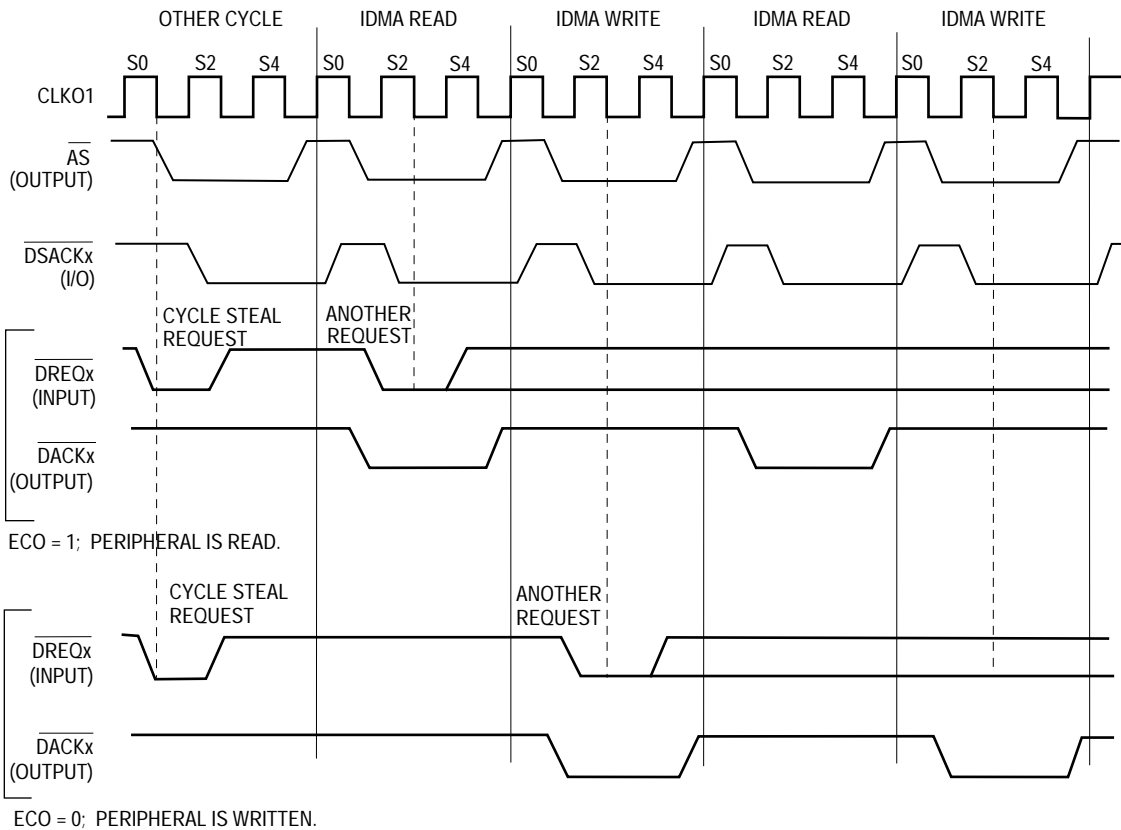 OTHER CYCLE IDMA READ IDMA WRITE IDMA READ IDMA WRITE
S0 S2 S4 S0 S2 S4 S0 S2 S4 S0 S2 S4 S0 S2 S4
CLKO1
AS
(OUTPUT)
DSACKx
(I/O)
CYCLE STEAL
REQUEST
ANOTHER
REQUEST
DREQx
(INPUT)
DACKx
(OUTPUT)
ECO = 1; PERIPHERAL IS READ.
CYCLE STEAL
REQUEST
ANOTHER
REQUEST
DREQx
(INPUT)
DACKx
(OUTPUT)
ECO = 0; PERIPHERAL IS WRITTEN.